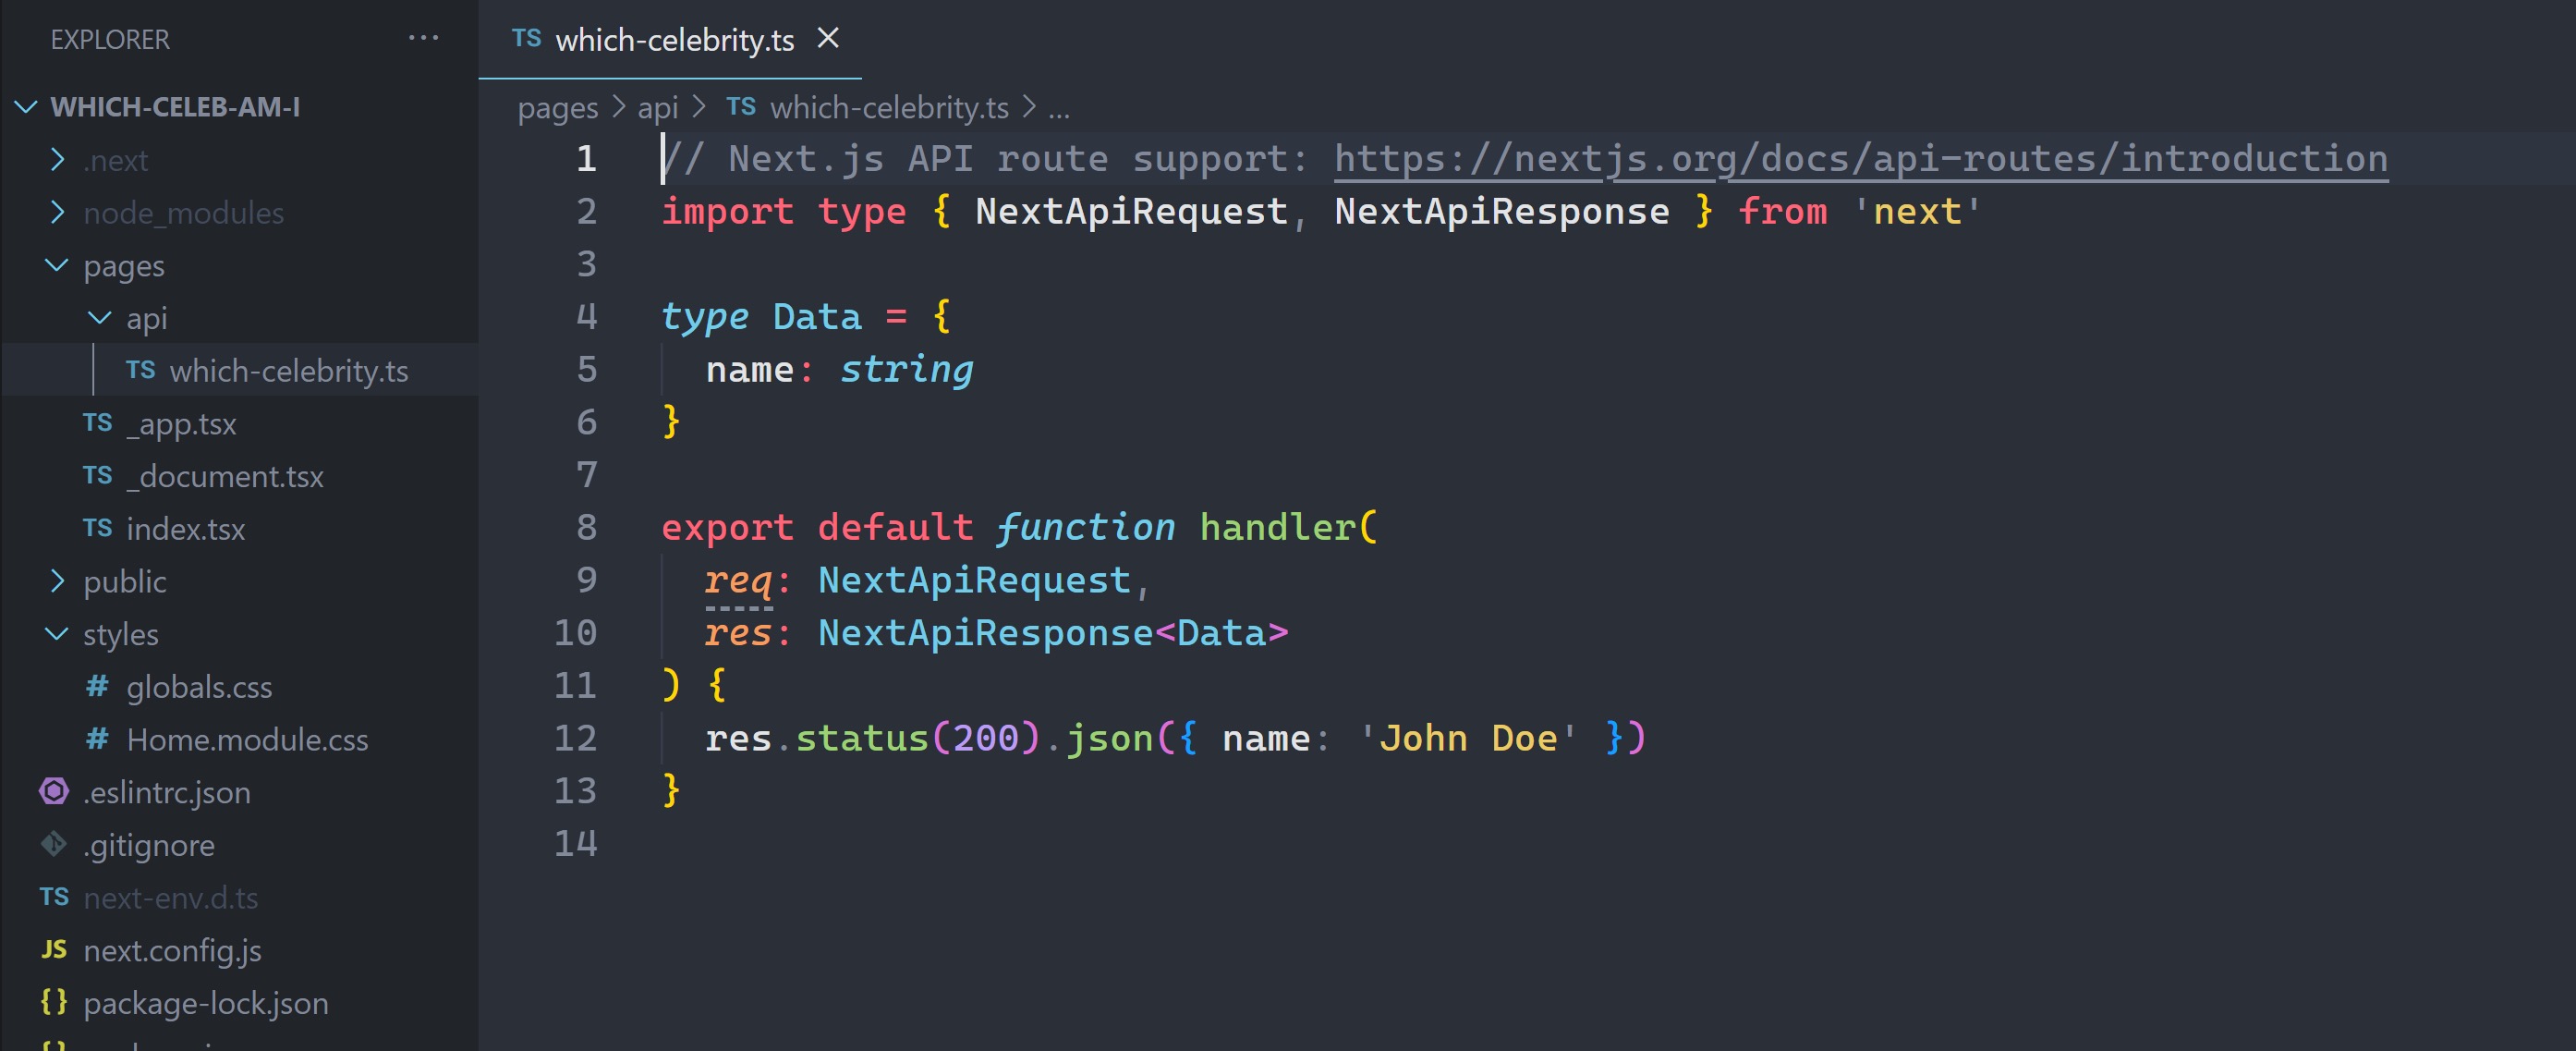 EXPLORER ...
WHICH-CELEB-AM-I
.next
node_modules
pages
api
TS which-celebrity.ts
TS _app.tsx
TS _document.tsx
TS index.tsx
public
styles
# globals.css
# Home.module.css
.eslintrc.json
.gitignore
TS next-env.d.ts
JS next.config.js
{} package-lock.json
TS which-celebrity.ts ×
pages > api > TS which-celebrity.ts > ...
1 // Next.js API route support: https://nextjs.org/docs/api-routes/introduction
2 import type { NextApiRequest, NextApiResponse } from 'next'
3
4 type Data = {
5 name: string
6 }
7
8 export default function handler(
9 req: NextApiRequest,
10 res: NextApiResponse<Data>
11 ) {
12 res.status(200).json({ name: 'John Doe' })
13 }
14